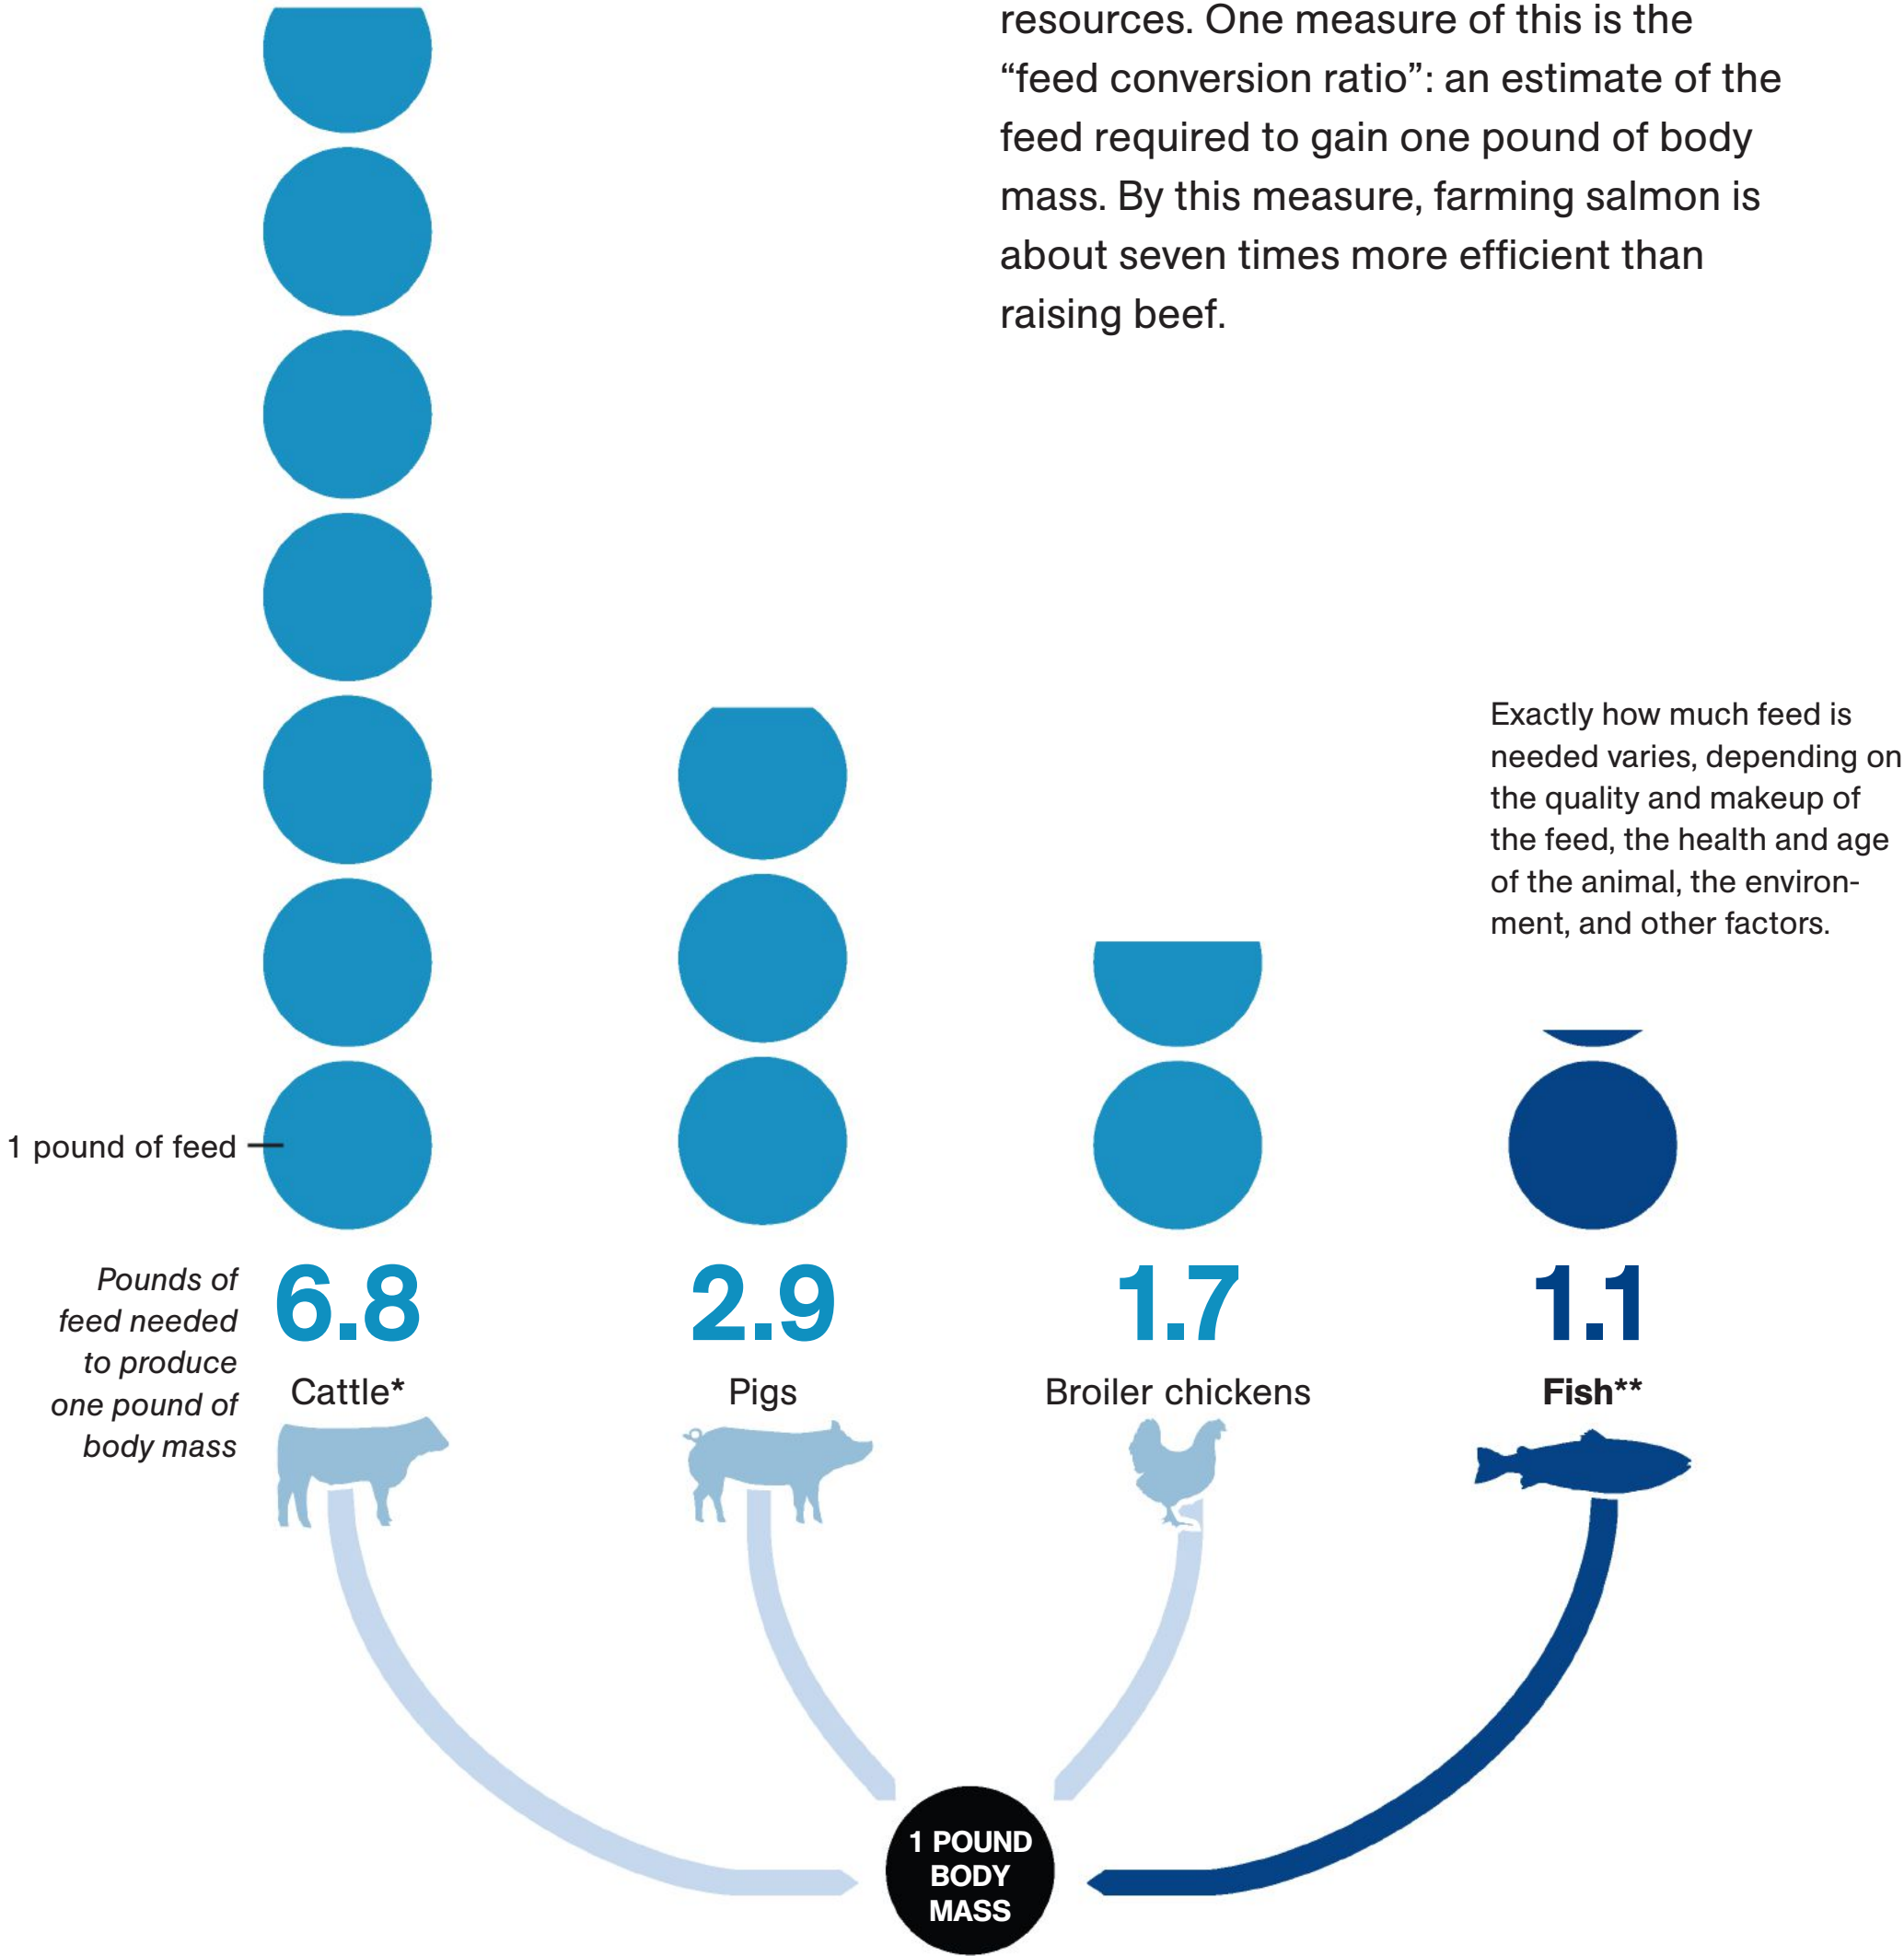 resources. One measure of this is the
“feed conversion ratio”: an estimate of the
feed required to gain one pound of body
mass. By this measure, farming salmon is
about seven times more efficient than
raising beef.
Exactly how much feed is
needed varies, depending on
the quality and makeup of
the feed, the health and age
of the animal, the environ-
ment, and other factors.
1 pound of feed
Pounds of
feed needed
to produce
one pound of
body mass
6.8
Cattle*
2.9
Pigs
1.7
Broiler chickens
1.1
Fish**
1 POUND
BODY
MASS